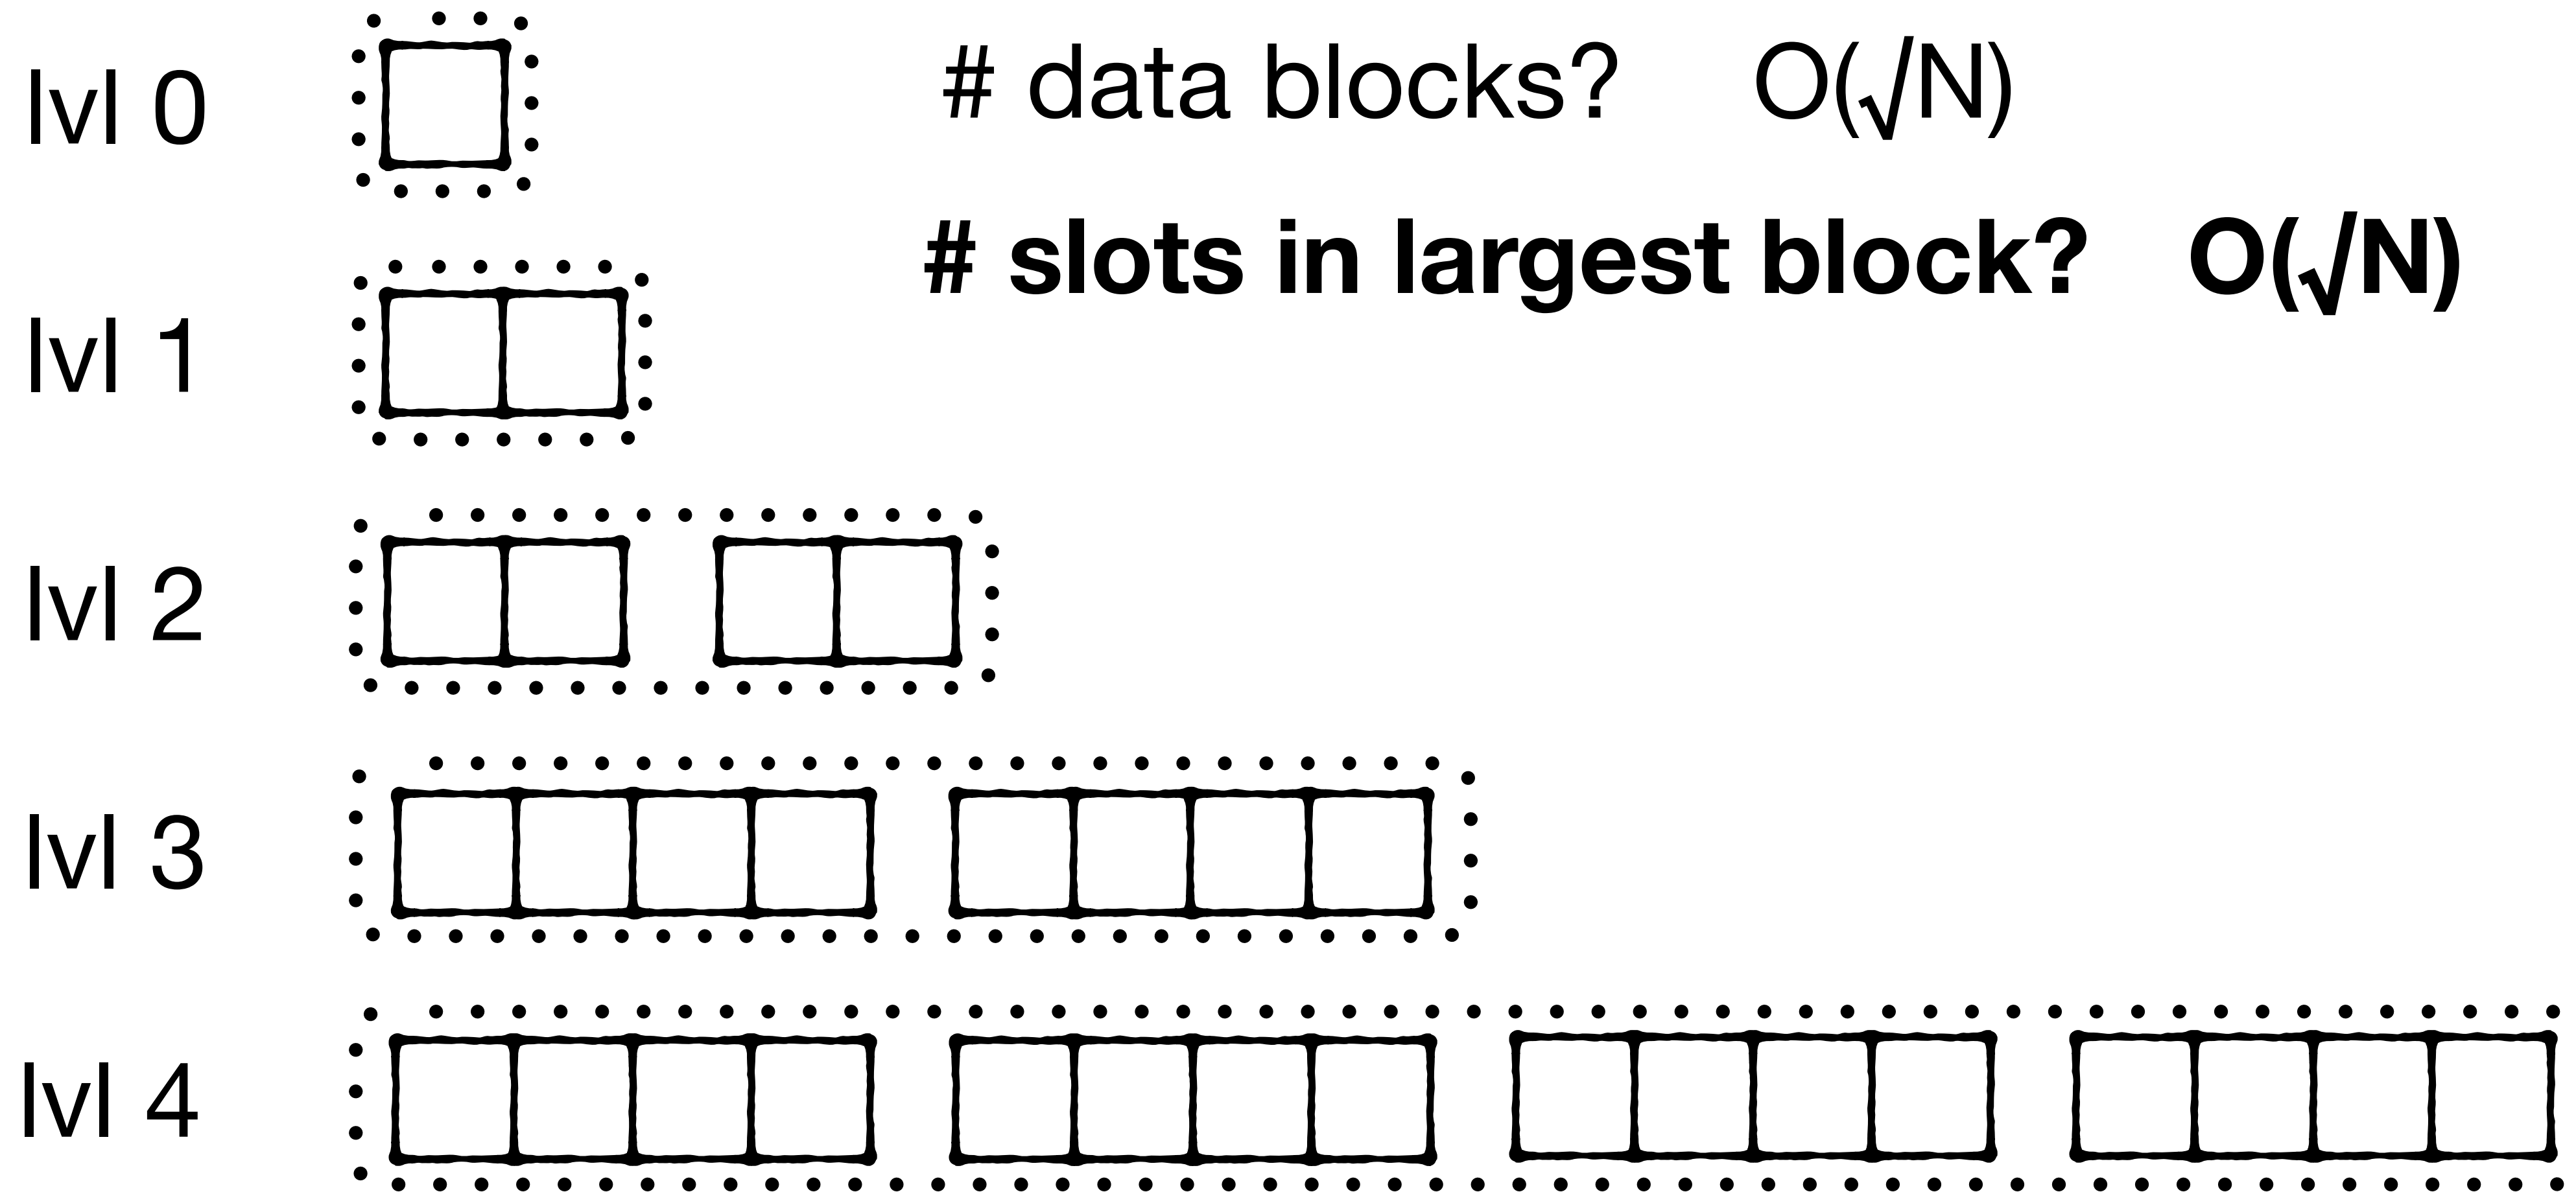 lvl 0
# data blocks? O(√N)
# slots in largest block? O(√N)
lvl 1
lvl 2
lvl 3
lvl 4